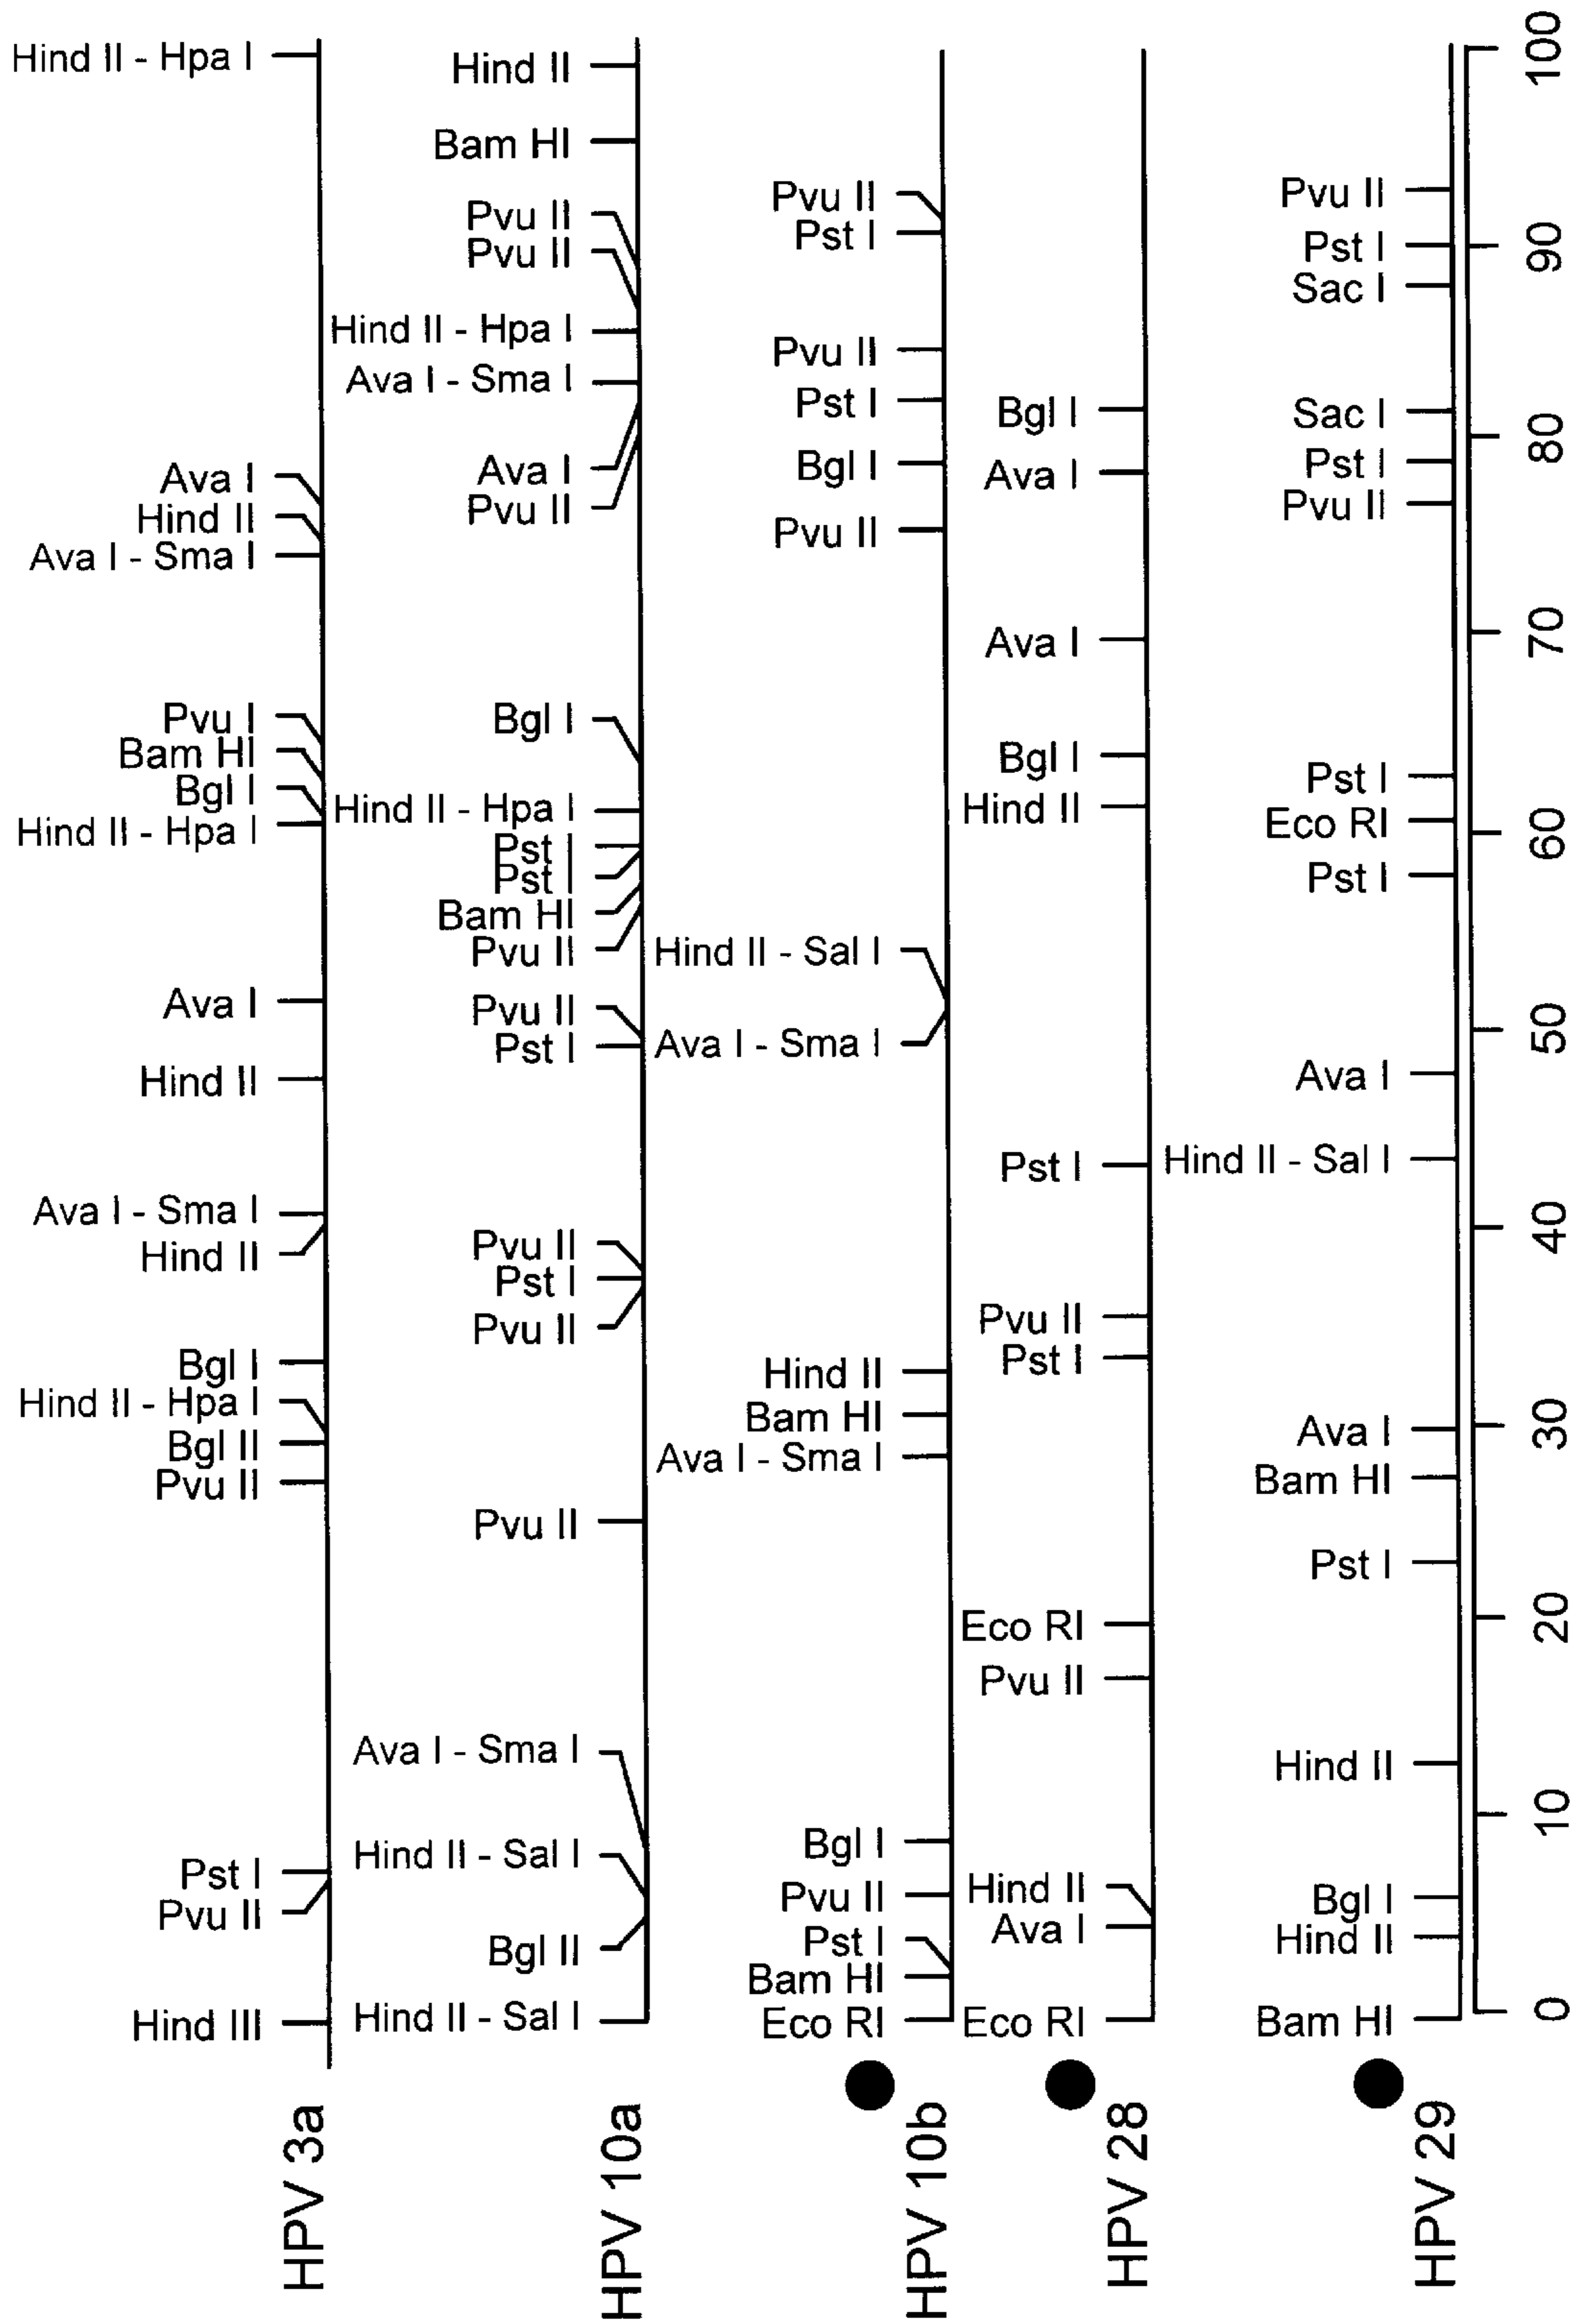 Hind II - Hpa I
Ava I
Hind II
Ava I - Sma I
Pvu I
Bam HI
Bgl I
Hind II - Hpa I
Ava I
Hind II
Ava I - Sma I
Hind II
Bgl I
Hind II - Hpa I
Bgl II
Pvu II
Pst I
Pvu II
Hind III
HPV 3a
Hind II
Bam HI
Pvu II
Pvu II
Hind II - Hpa I
Ava I - Sma I
Ava I
Pvu II
Bgl I
Hind II - Hpa I
Pst I
Pst I
Bam HI
Pvu II
Pvu II
Pst I
Pvu II
Pst I
Pvu II
Pvu II
Ava I - Sma I
Hind II - Sal I
Bgl II
Hind II - Sal I
HPV 10a
Pvu II
Pst I
Pvu II
Pst I
Bgl I
Pvu II
Hind II - Sal I
Ava I - Sma I
Hind II
Bam HI
Ava I - Sma I
Bgl I
Pvu II
Pst I
Bam HI
Eco RI
HPV 10b
Bgl I
Ava I
Ava I
Bgl I
Hind II
Pst I
Pvu II
Pst I
Eco RI
Pvu II
Hind II
Ava I
Eco RI
HPV 28
Pvu II
Pst I
Sac I
Sac I
Pst I
Pvu II
Pst I
Eco RI
Pst I
Ava I
Hind II - Sal I
Ava I
Bam HI
Pst I
Hind II
Bgl I
Hind II
Bam HI
HPV 29
100
90
80
70
60
50
40
30
20
10
0